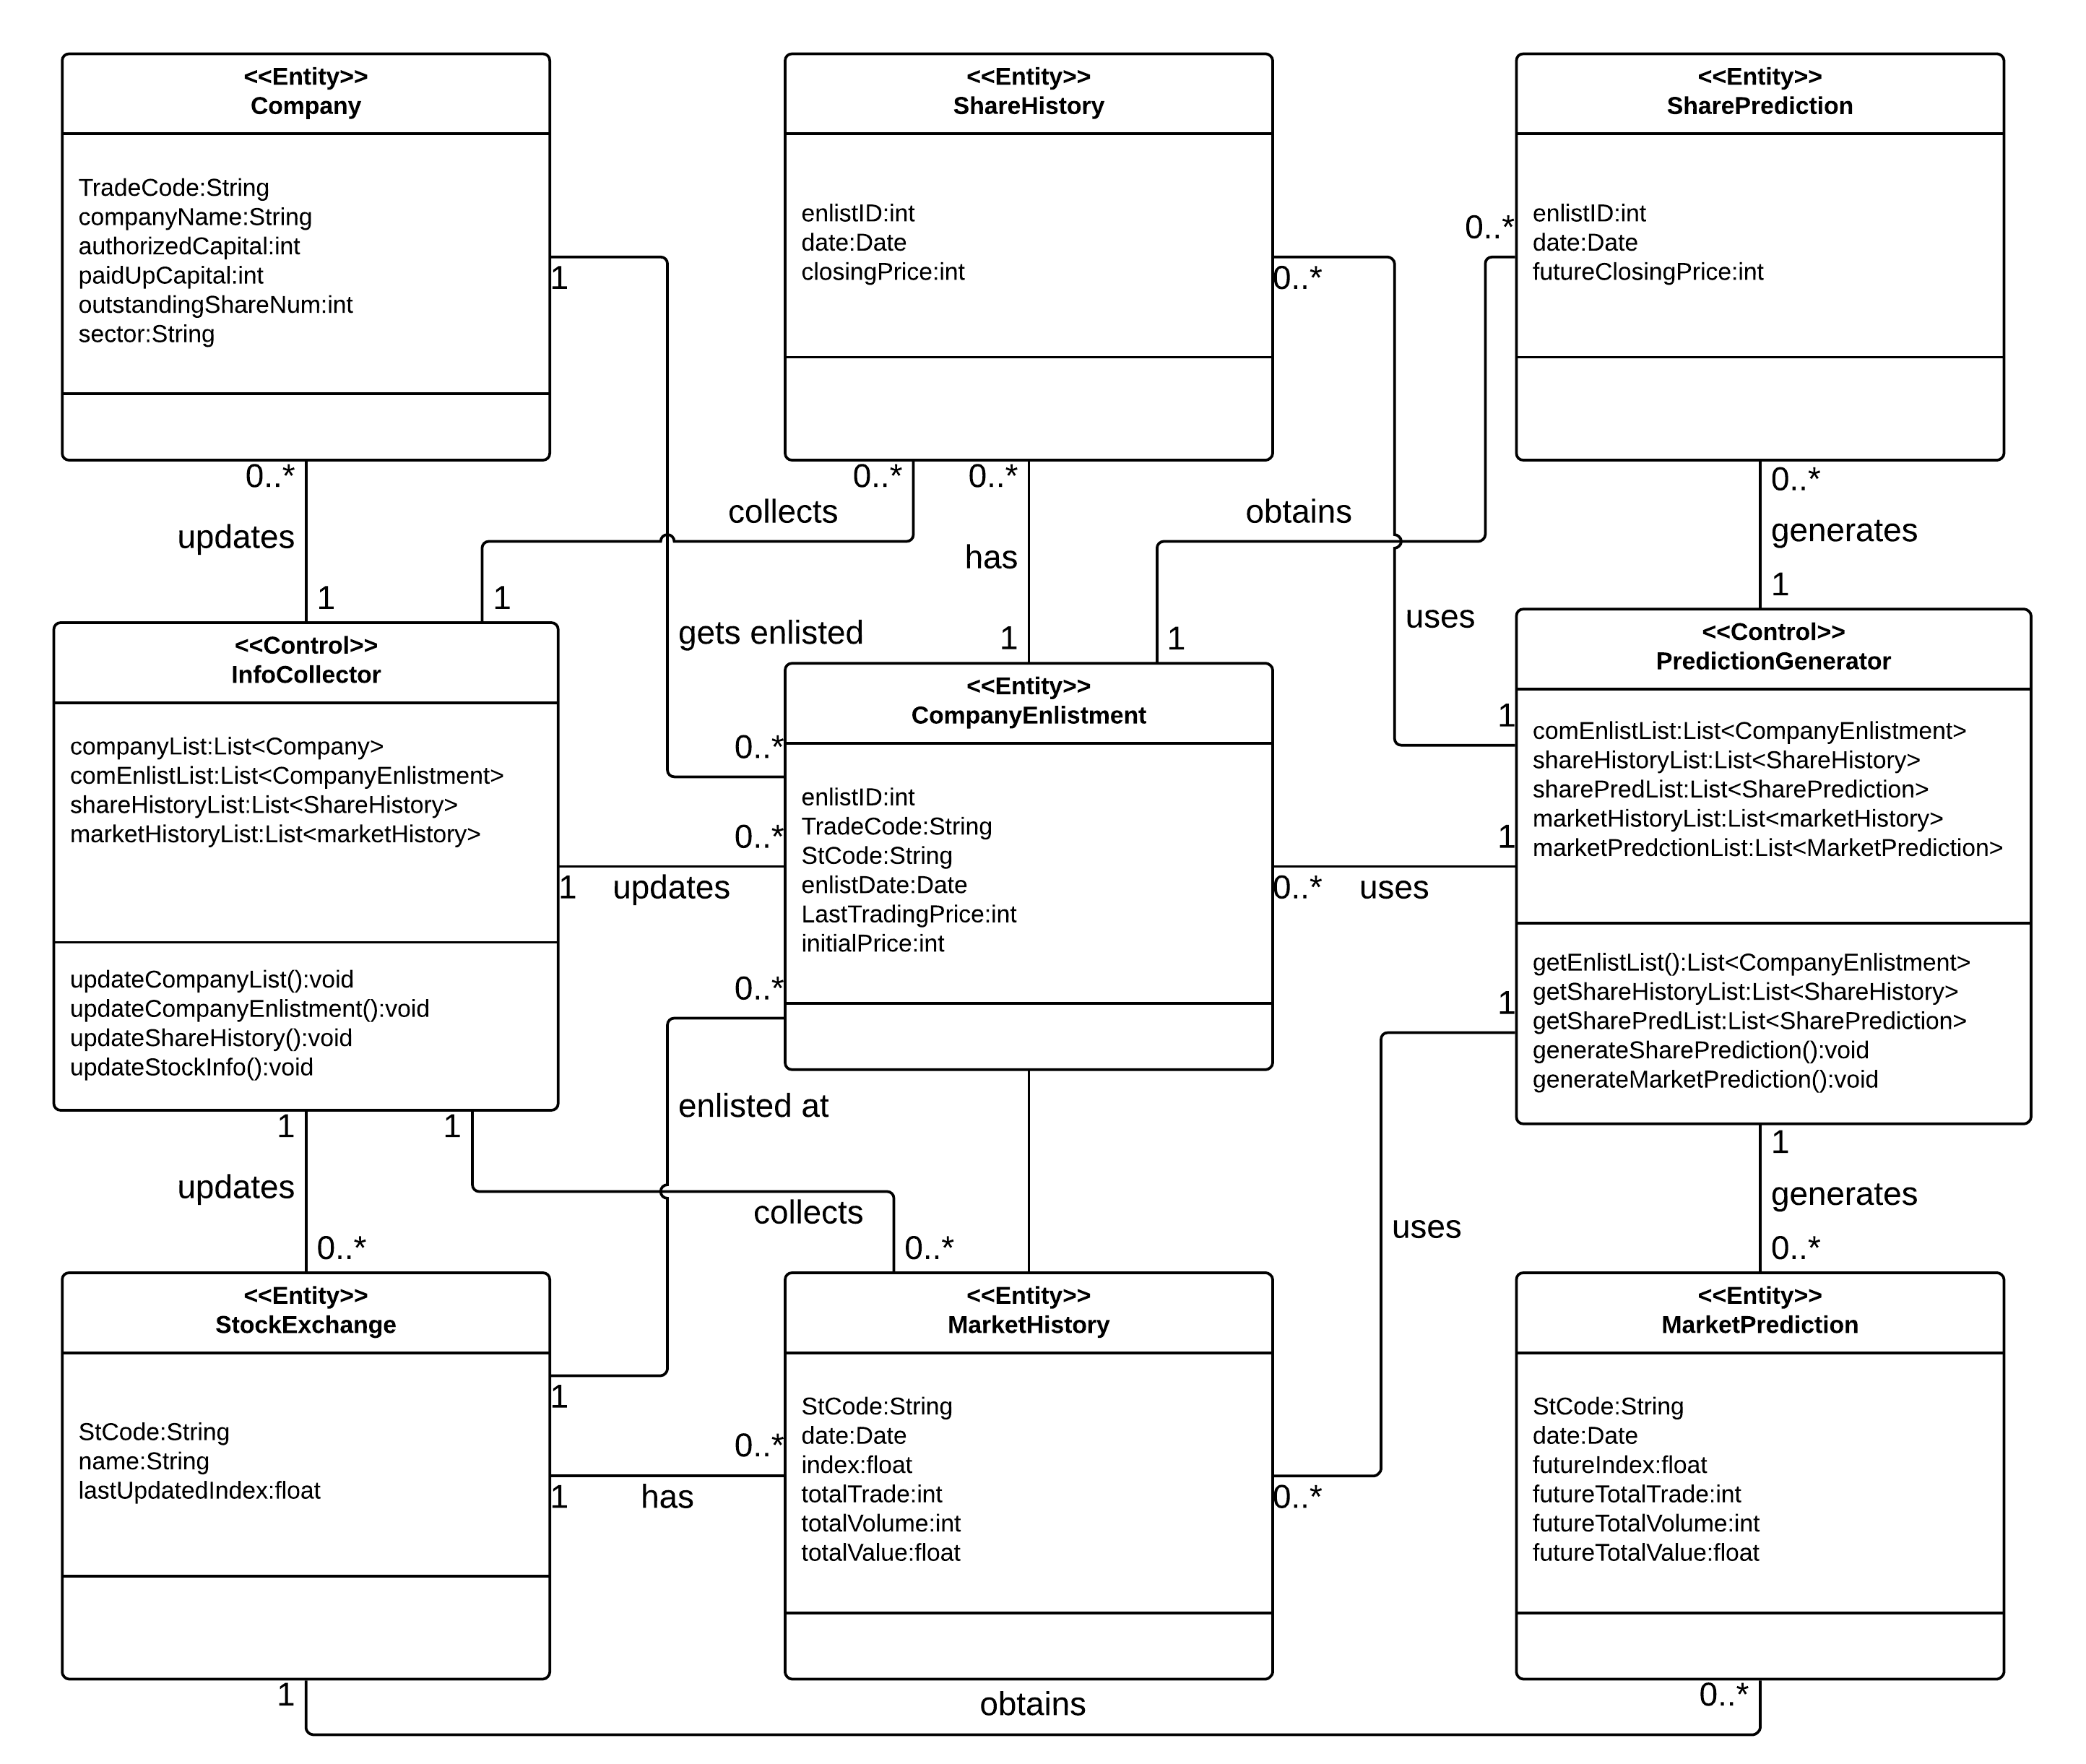 <<Entity>>
Company
TradeCode:String
companyName:String
authorizedCapital:int
paidUpCapital:int
outstandingShareNum:int
sector:String
<<Entity>>
ShareHistory
enlistID:int
date:Date
closingPrice:int
<<Entity>>
SharePrediction
enlistID:int
date:Date
futureClosingPrice:int
1
0..*
0..*
0..*
updates
1
0..*
collects
1
0..*
has
1
obtains
1
uses
0..*
generates
1
gets enlisted
<<Control>>
InfoCollector
companyList:List<Company>
comEnlistList:List<CompanyEnlistment>
shareHistoryList:List<ShareHistory>
marketHistoryList:List<marketHistory>
updateCompanyList():void
updateCompanyEnlistment():void
updateShareHistory():void
updateStockInfo():void
0..*
0..*
1
updates
0..*
<<Entity>>
CompanyEnlistment
enlistID:int
TradeCode:String
StCode:String
enlistDate:Date
LastTradingPrice:int
initialPrice:int
1
1
0..*
uses
1
<<Control>>
PredictionGenerator
comEnlistList:List<CompanyEnlistment>
shareHistoryList:List<ShareHistory>
sharePredList:List<SharePrediction>
marketHistoryList:List<marketHistory>
marketPredctionList:List<MarketPrediction>
getEnlistList():List<CompanyEnlistment>
getShareHistoryList:List<ShareHistory>
getSharePredList:List<SharePrediction>
generateSharePrediction():void
generateMarketPrediction():void
1
updates
0..*
1
enlisted at
collects
0..*
uses
1
generates
0..*
<<Entity>>
StockExchange
StCode:String
name:String
lastUpdatedIndex:float
1
0..*
1
has
<<Entity>>
MarketHistory
StCode:String
date:Date
index:float
totalTrade:int
totalVolume:int
totalValue:float
0..*
<<Entity>>
MarketPrediction
StCode:String
date:Date
futureIndex:float
futureTotalTrade:int
futureTotalVolume:int
futureTotalValue:float
1
obtains
0..*